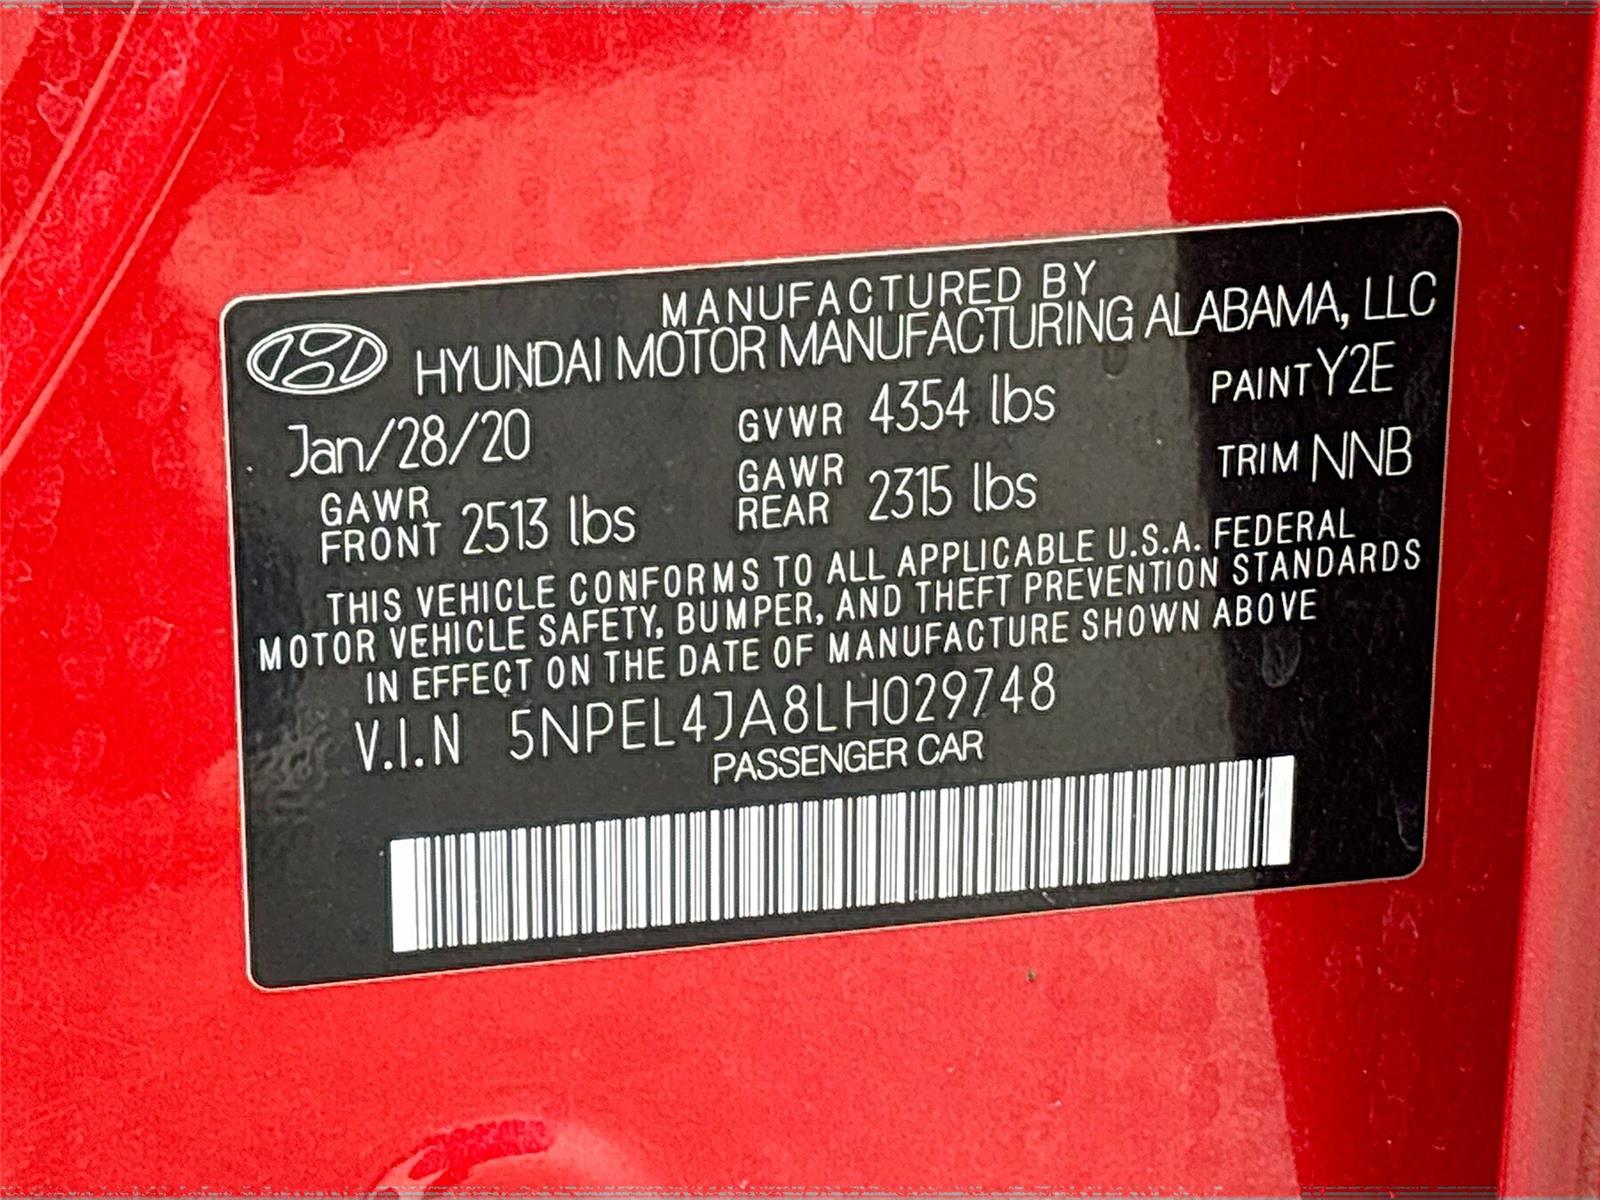 MANUFACTURED BY
HYUNDAI MOTOR MANUFACTURING ALABAMA, LLC
Jan/28/20 GVWR 4354 lbs PAINT Y2E
GAWR FRONT 2513 lbs GAWR REAR 2315 lbs TRIM NNB
THIS VEHICLE CONFORMS TO ALL APPLICABLE U.S.A. FEDERAL
MOTOR VEHICLE SAFETY, BUMPER, AND THEFT PREVENTION STANDARDS
IN EFFECT ON THE DATE OF MANUFACTURE SHOWN ABOVE
V.I.N 5NPEL4JA8LH029748
PASSENGER CAR